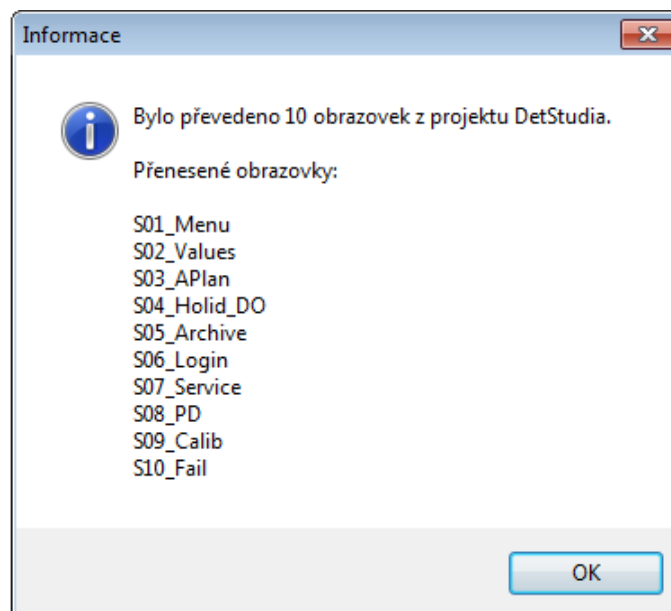 Informace
Bylo převedeno 10 obrazovek z projektu DetStudia.
Přenesené obrazovky:
S01_Menu
S02_Values
S03_APlan
S04_Holid_DO
S05_Archive
S06_Login
S07_Service
S08_PD
S09_Calib
S10_Fail
OK